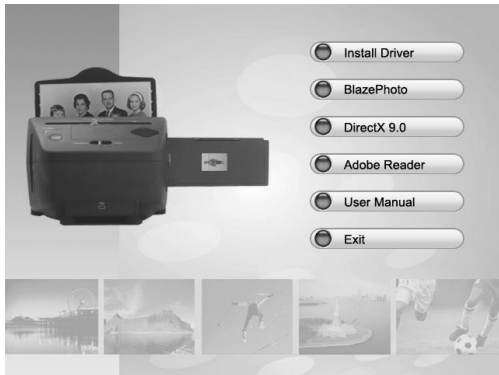 Install Driver
BlazePhoto
DirectX 9.0
Adobe Reader
User Manual
Exit